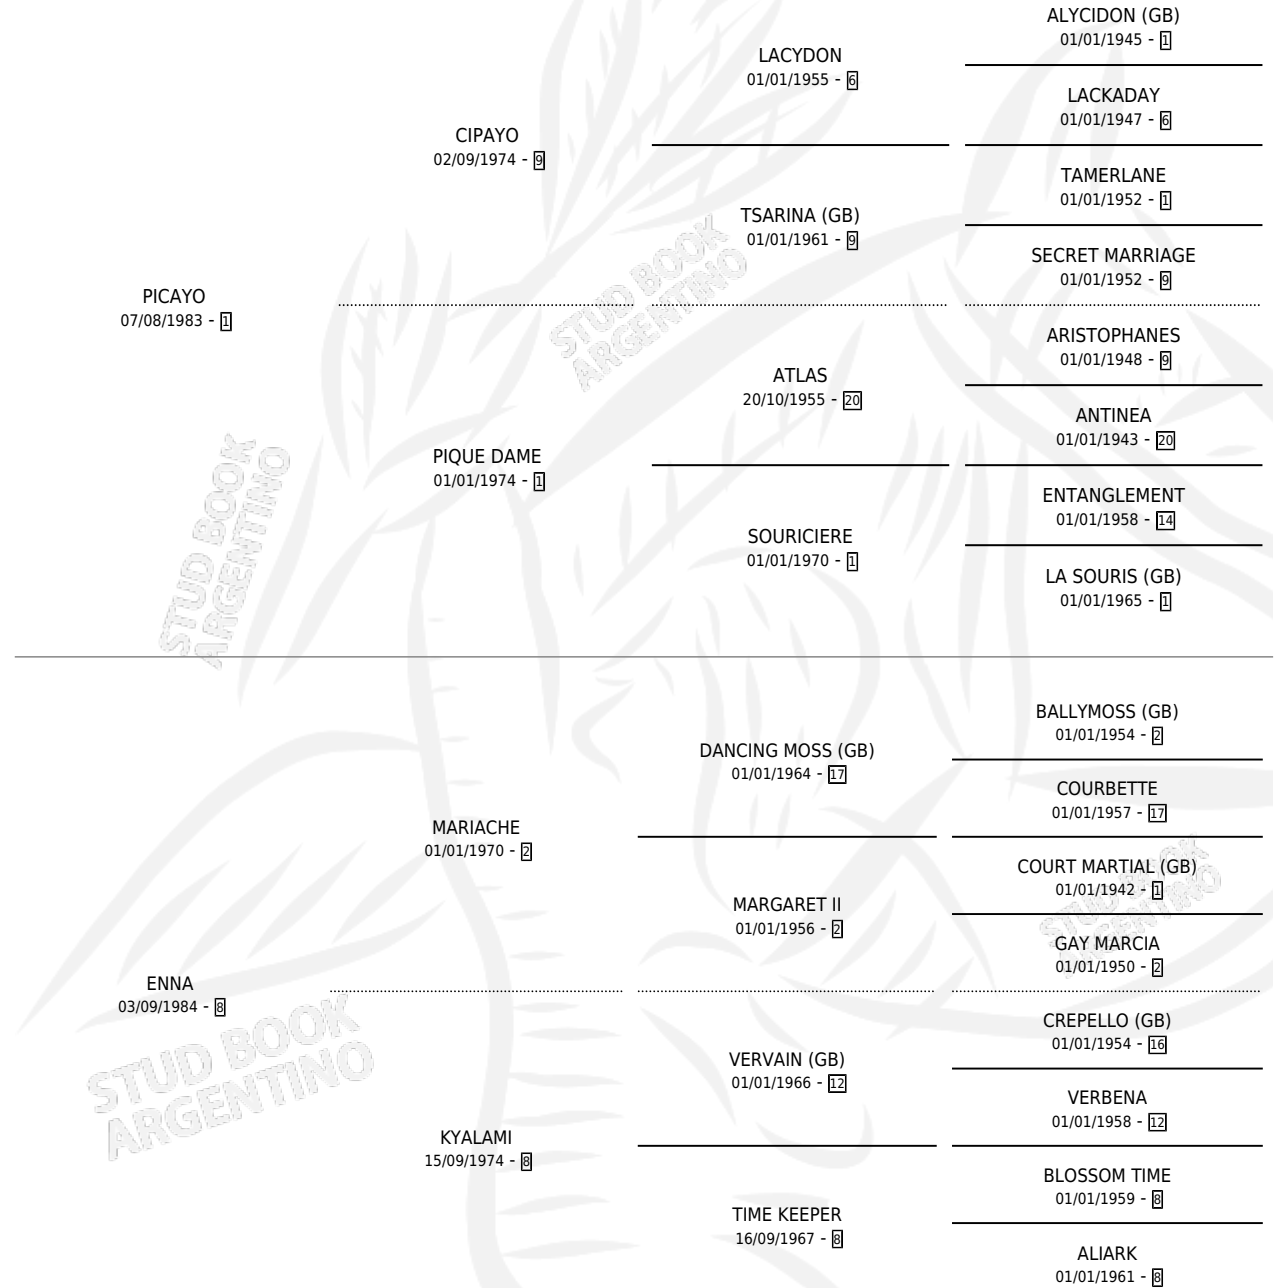 ALYCIDON (GB)
01/01/1945 - 1
LACYDON
01/01/1955 - 6
LACKADAY
01/01/1947 - 6
CIPAYO
02/09/1974 - 9
TAMERLANE
01/01/1952 - 1
TSARINA (GB)
01/01/1961 - 9
SECRET MARRIAGE
01/01/1952 - 9
PICAYO
07/08/1983 - 1
ARISTOPHANES
01/01/1948 - 9
ATLAS
20/10/1955 - 20
ANTINEA
01/01/1943 - 20
PIQUE DAME
01/01/1974 - 1
ENTANGLEMENT
01/01/1958 - 14
SOURICIERE
01/01/1970 - 1
LA SOURIS (GB)
01/01/1965 - 1
STUD BOOK
ARGENTINO
STUD BOOK
ARGENTINO
BALLYMOSS (GB)
01/01/1954 - 2
DANCING MOSS (GB)
01/01/1964 - 17
COURBETTE
01/01/1957 - 17
MARIACHE
01/01/1970 - 2
COURT MARTIAL (GB)
01/01/1942 - 1
MARGARET II
01/01/1956 - 2
GAY MARCIA
01/01/1950 - 2
ENNA
03/09/1984 - 8
CREPELLO (GB)
01/01/1954 - 16
VERVAIN (GB)
01/01/1966 - 12
VERBENA
01/01/1958 - 12
KYALAMI
15/09/1974 - 8
BLOSSOM TIME
01/01/1959 - 8
TIME KEEPER
16/09/1967 - 8
ALIARK
01/01/1961 - 8
STUD BOOK
ARGENTINO
STUD BOOK
ARGENTINO